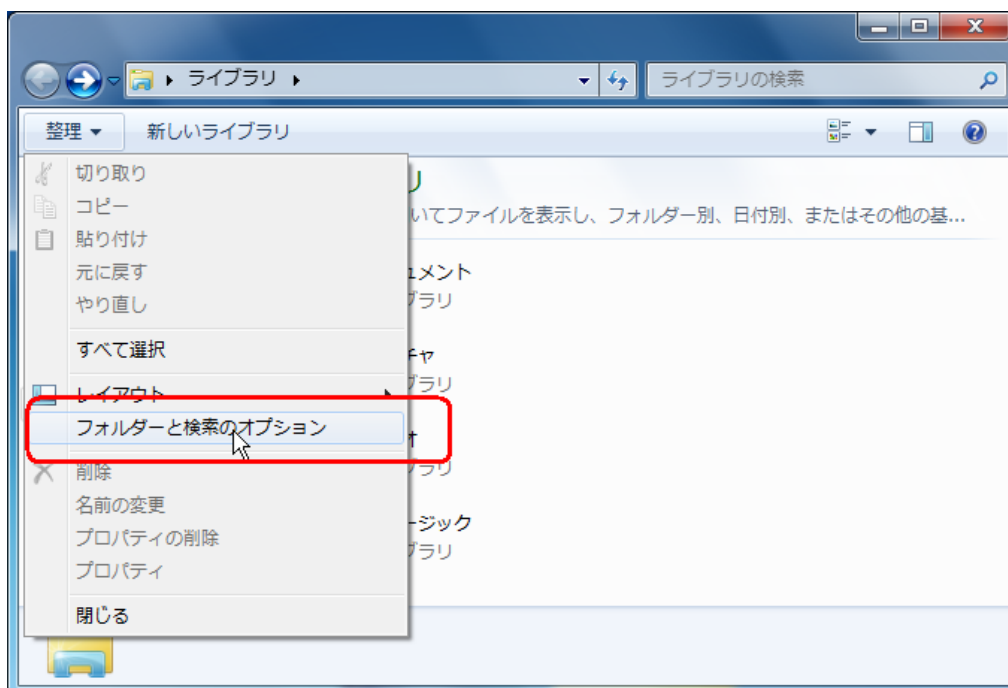 ライブラリ
ライブラリの検索
整理
新しいライブラリ
切り取り
コピー
貼り付け
元に戻す
やり直し
すべて選択
レイアウト
フォルダーと検索のオプション
削除
名前の変更
プロパティの削除
プロパティ
閉じる
リ
いてファイルを表示し、フォルダー別、日付別、またはその他の基...
ュメント
ブラリ
チャ
ブラリ
オ
ブラリ
ージック
ブラリ